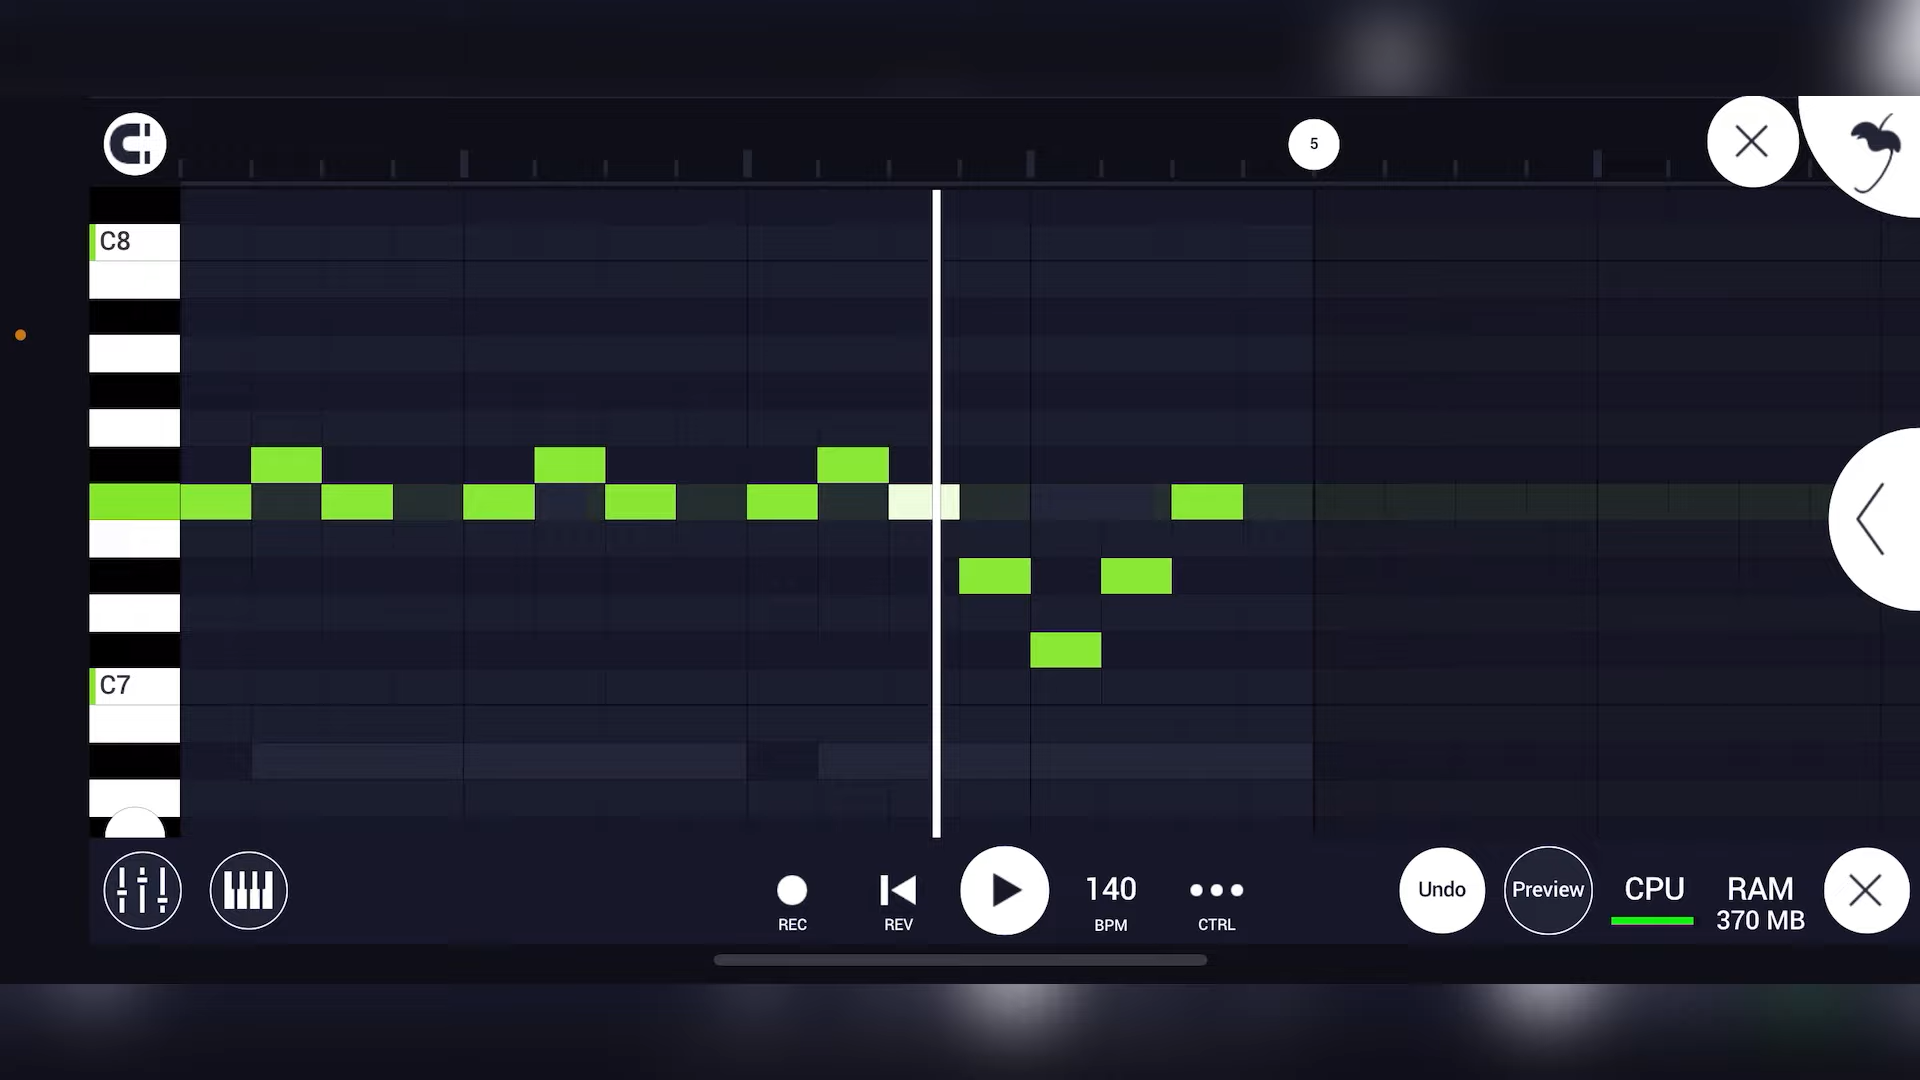 5
C8
C7
140
BPM
REC
REV
CTRL
Undo
Preview
CPU
RAM
370 MB